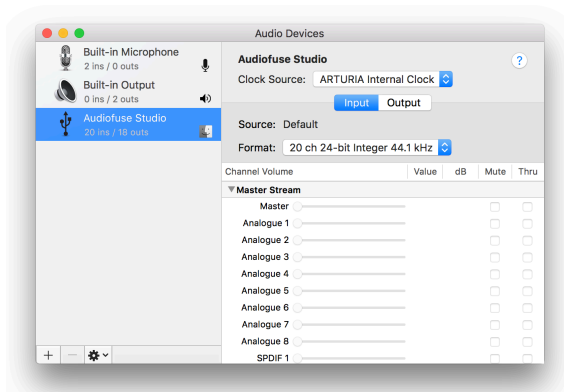 Audio Devices
Built-in Microphone
2 ins / 0 outs
Built-in Output
0 ins / 2 outs
Audiofuse Studio
20 ins / 18 outs
Audiofuse Studio
?
Clock Source: ARTURIA Internal Clock
Input Output
Source: Default
Format: 20 ch 24-bit Integer 44.1 kHz
Channel Volume Value dB Mute Thru
Master Stream
Master
Analogue 1
Analogue 2
Analogue 3
Analogue 4
Analogue 5
Analogue 6
Analogue 7
Analogue 8
SPDIF 1